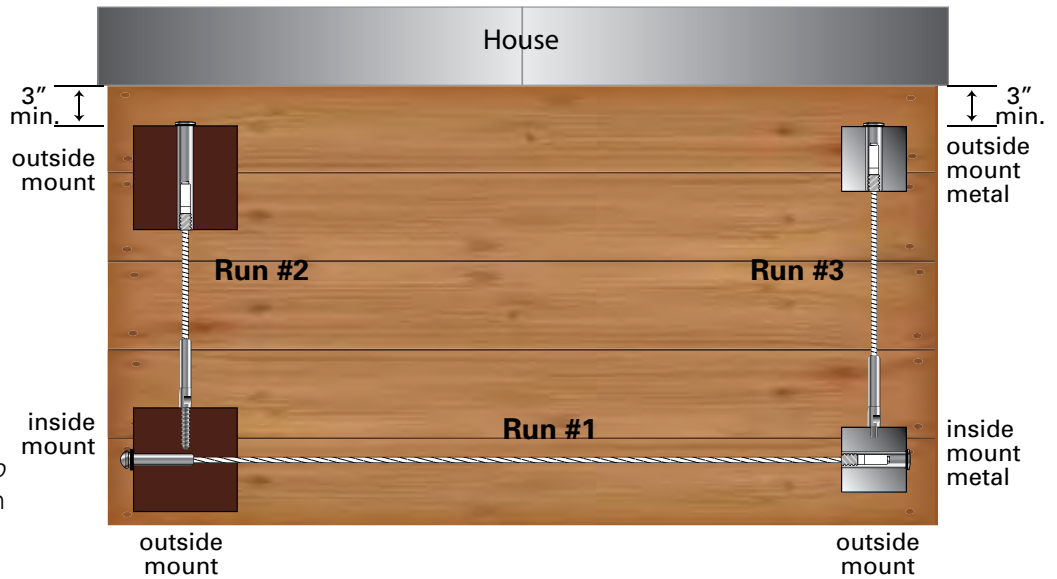 House
3″
min.
3″
min.
outside
mount
outside
mount
metal
Run #2
Run #3
inside
mount
Run #1
inside
mount
metal
outside
mount
outside
mount